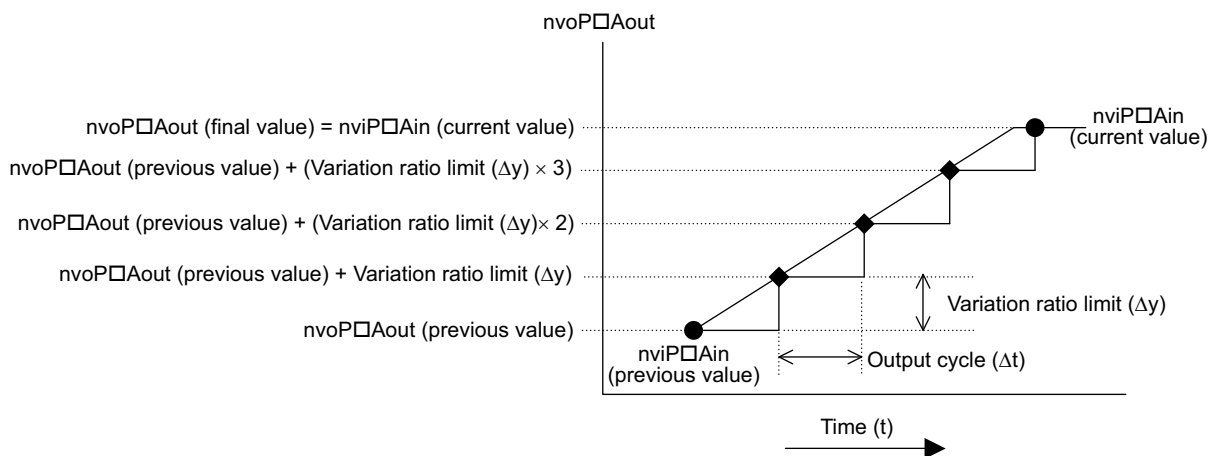 nvoP□Aout
nvoP□Aout (final value) = nviP□Ain (current value)
nviP□Ain
(current value)
nvoP□Aout (previous value) + (Variation ratio limit (Δy) × 3)
nvoP□Aout (previous value) + (Variation ratio limit (Δy)× 2)
nvoP□Aout (previous value) + Variation ratio limit (Δy)
Variation ratio limit (Δy)
nvoP□Aout (previous value)
nviP□Ain
(previous value)
Output cycle (Δt)
Time (t)